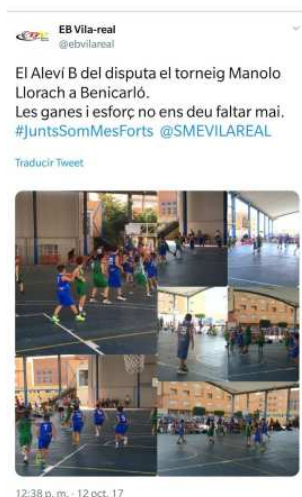 EB Vila-real
@ebvilareal
El Aleví B del disputa el torneig Manolo
Llorach a Benicarló.
Les ganes i esforç no ens deu faltar mai.
#JuntsSomMesForts @SMEVILAREAL
Traducir Tweet
12:38 p. m. · 12 oct. 17